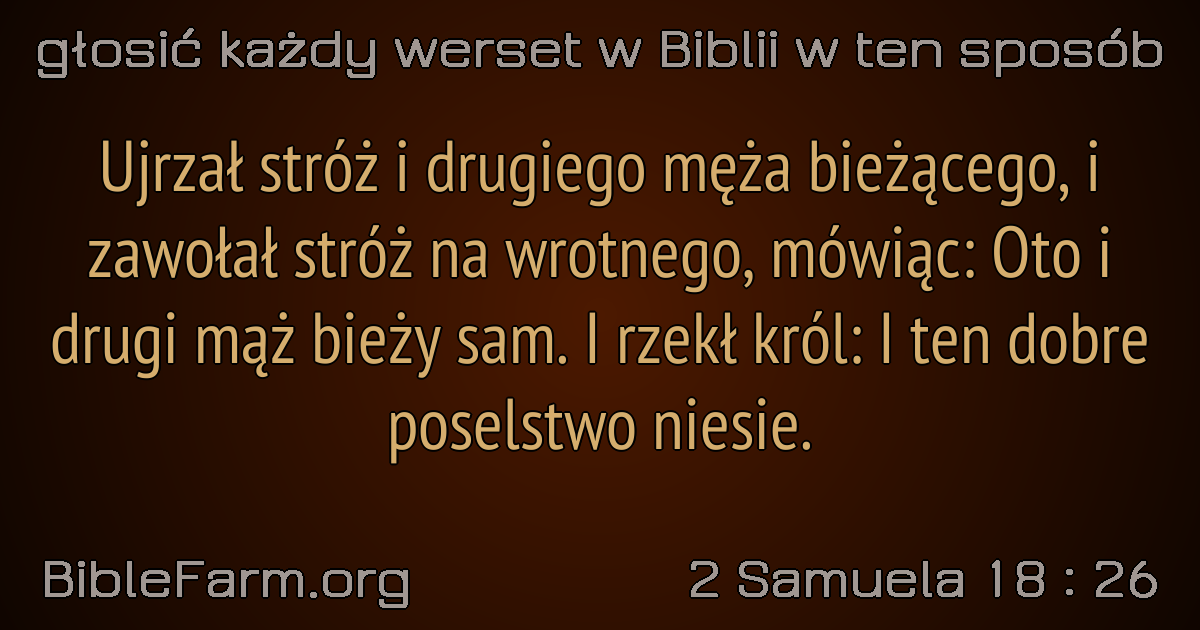 głosić każdy werset w Biblii w ten sposób
Ujrzał stróż i drugiego męża bieżącego, i
zawołał stróż na wrotnego, mówiąc: Oto i
drugi mąż bieży sam. I rzekł król: I ten dobre
poselstwo niesie.
BibleFarm.org
2 Samuela 18 : 26